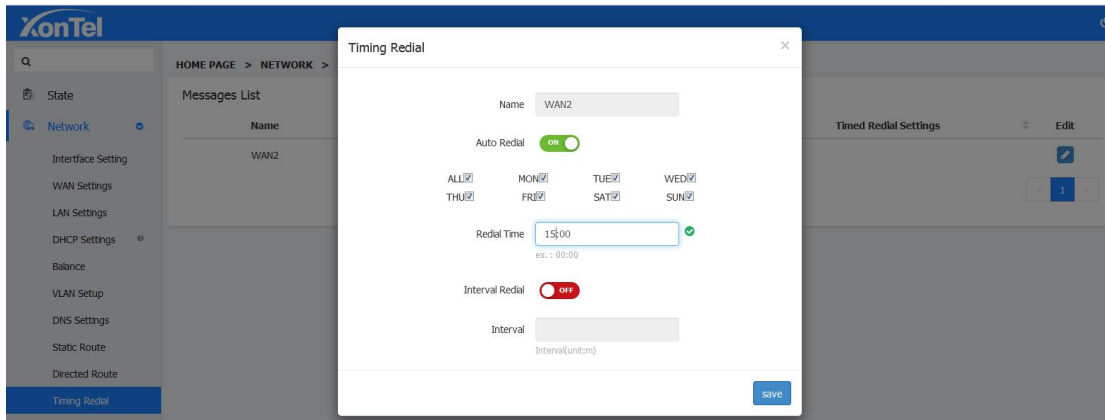 XonTel
HOME PAGE > NETWORK >
State
Network
Intertface Setting
WAN Settings
LAN Settings
DHCP Settings
Balance
VLAN Setup
DNS Settings
Static Route
Directed Route
Timing Redial
Messages List
Name
Timed Redial Settings
Edit
WAN2
1
Timing Redial
Name WAN2
Auto Redial ON
ALL MON TUE WED
THU FRI SAT SUN
Redial Time 15:00
ex. : 00:00
Interval Redial OFF
Interval
Interval(unit:m)
save